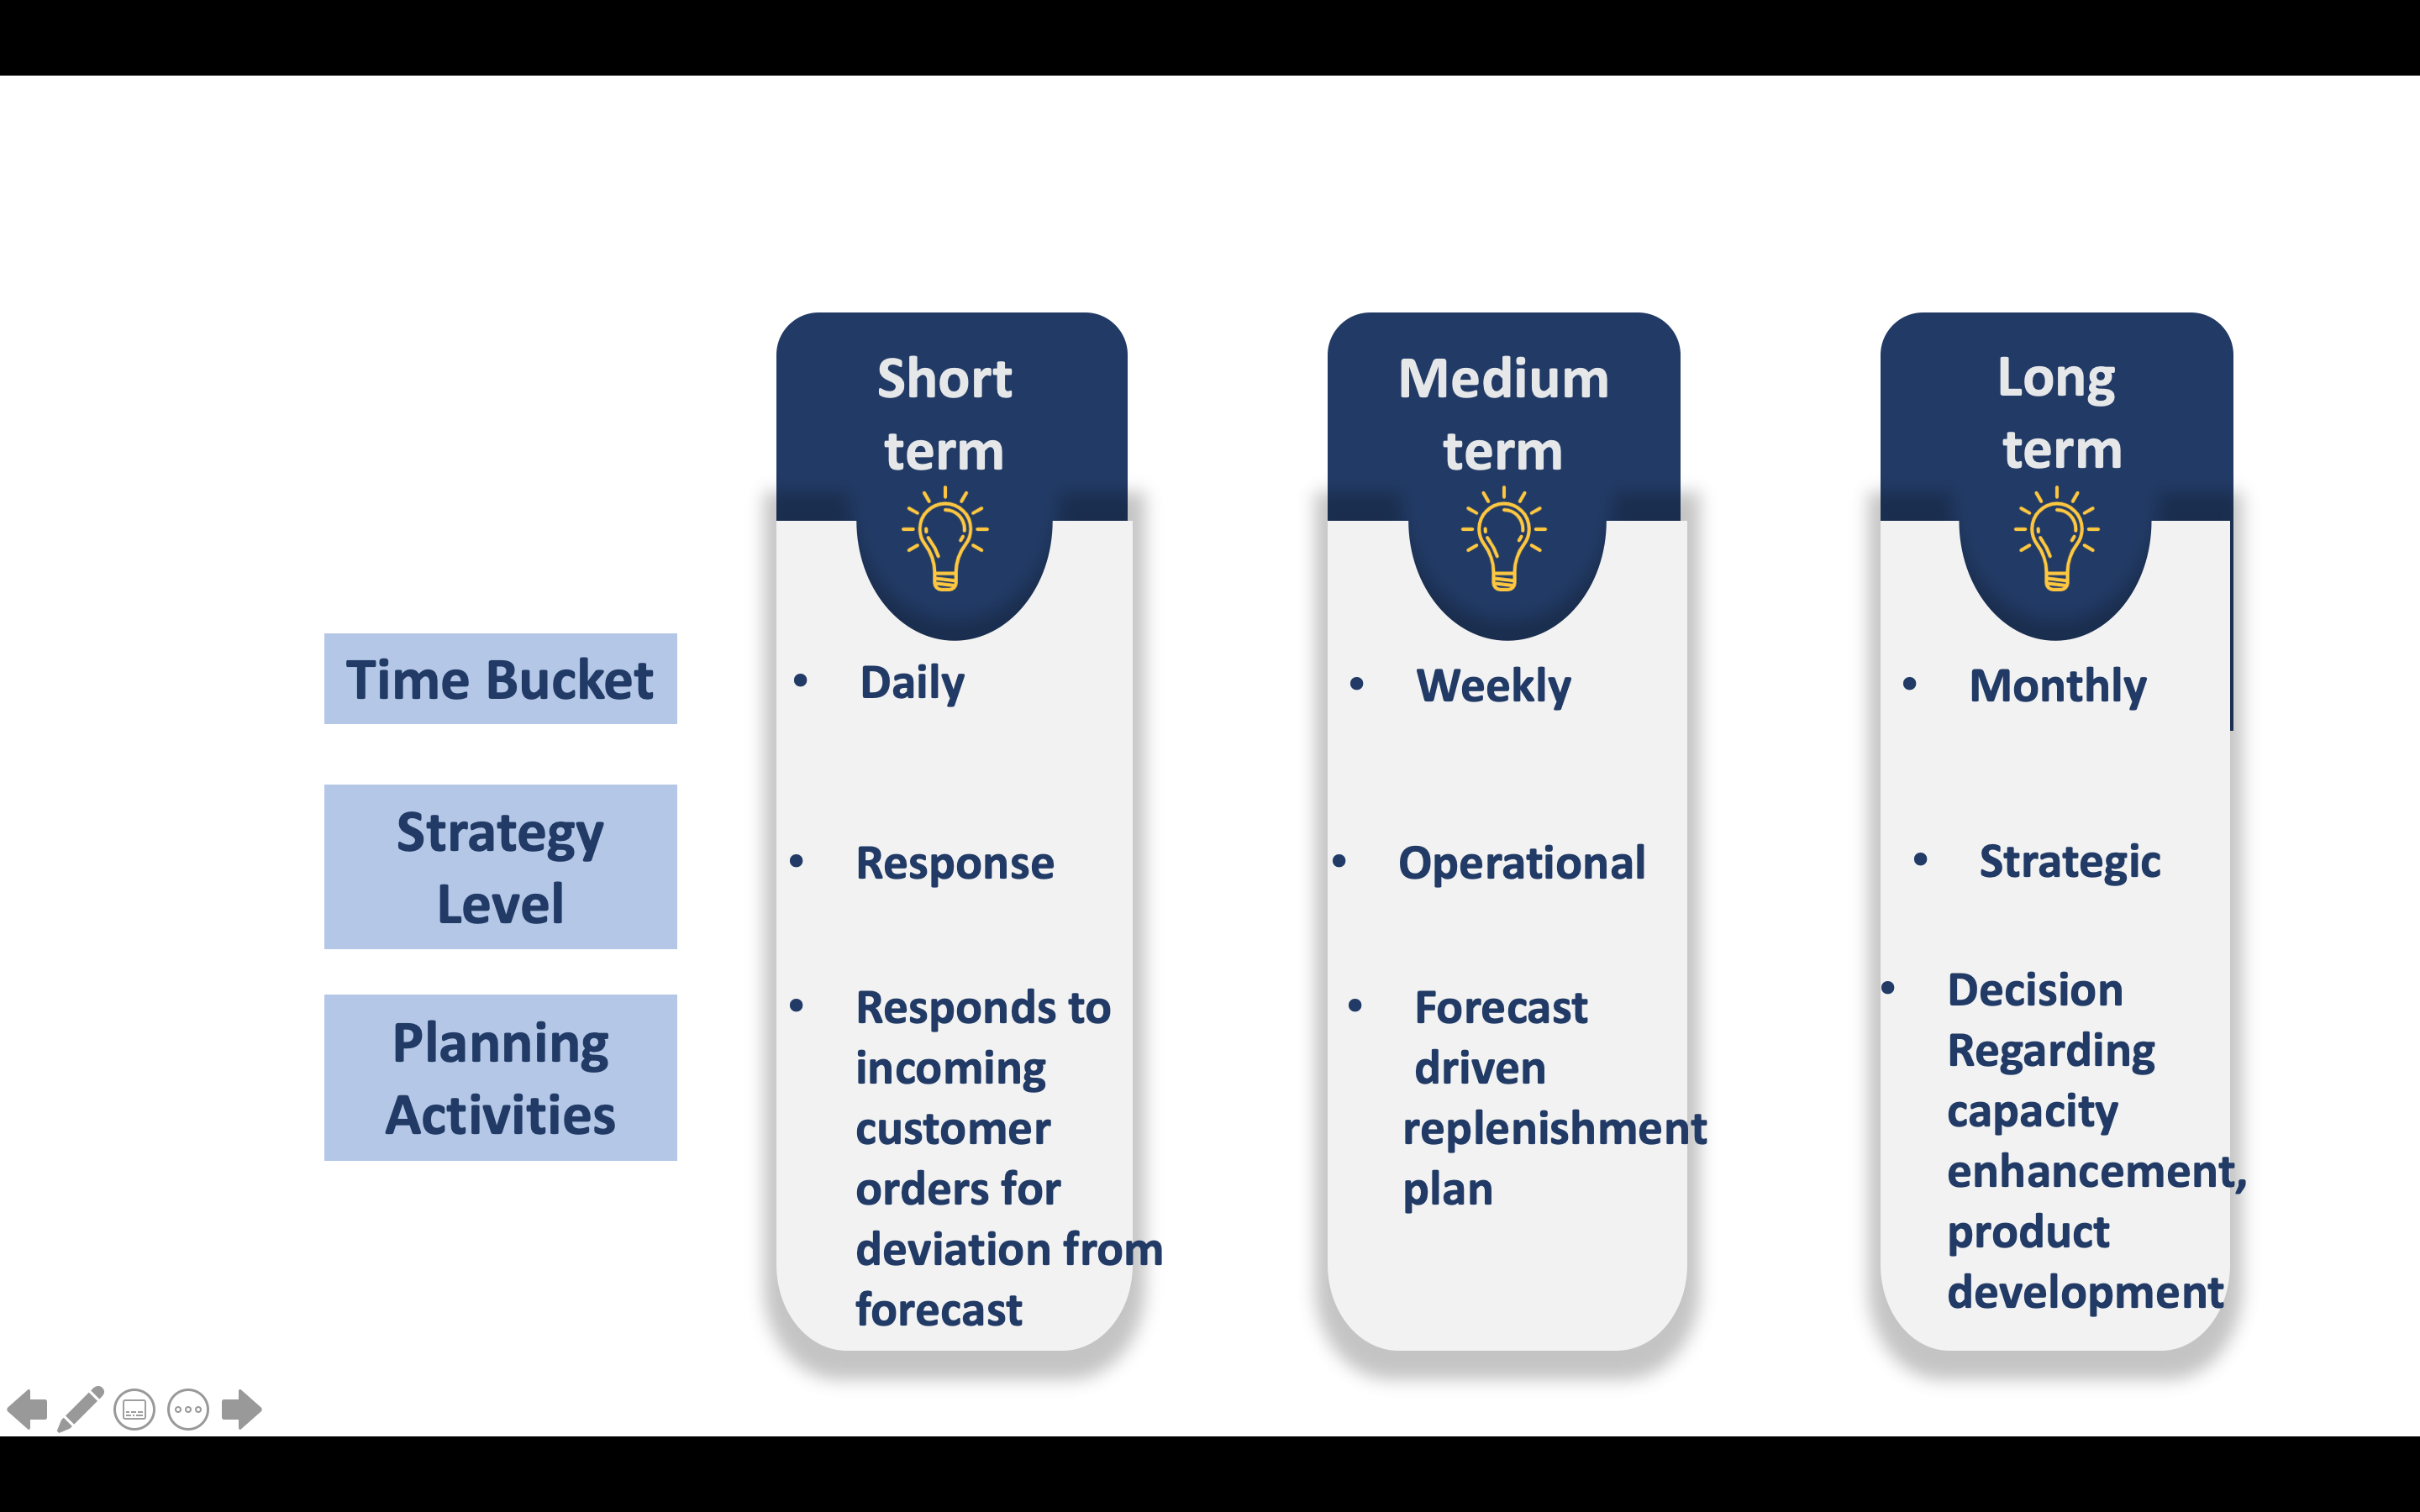 Short
term
Medium
term
Long
term
Time Bucket
• Daily
• Weekly
• Monthly
Strategy
Level
• Response
• Operational
• Strategic
Planning
Activities
• Responds to
incoming
customer
orders for
deviation from
forecast
• Forecast
driven
replenishment
plan
• Decision
Regarding
capacity
enhancement,
product
development